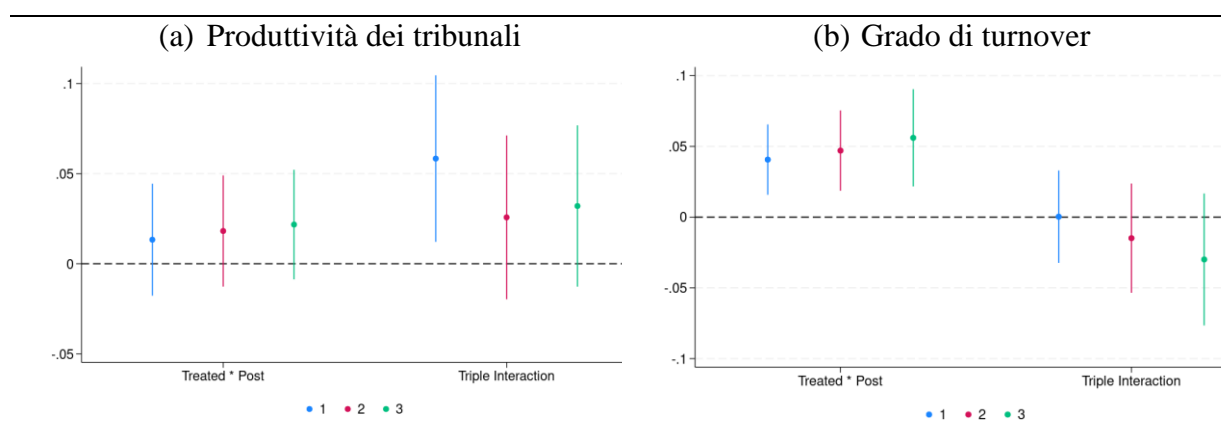 (a) Produttività dei tribunali
.1
.05
0
-.05
Treated * Post
Triple Interaction
1 2 3
(b) Grado di turnover
.1
.05
0
-.05
-.1
Treated * Post
Triple Interaction
1 2 3